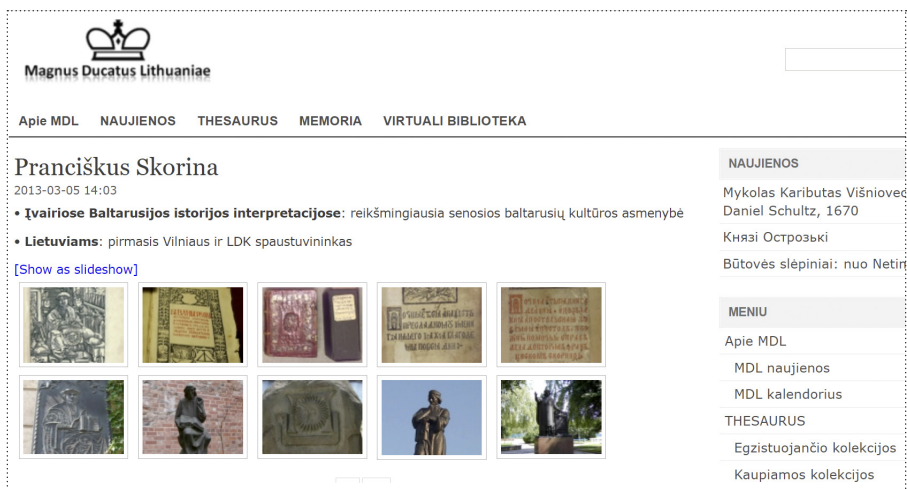 Magnus Ducatus Lithuaniae
Apie MDL NAUJIENOS THESAURUS MEMORIA VIRTUALI BIBLIOTEKA
Pranciškus Skorina
2013-03-05 14:03
• Įvairiose Baltarusijos istorijos interpretacijose: reikšmingiausia senosios baltarusių kultūros asmenybė
• Lietuviams: pirmasis Vilniaus ir LDK spaustuvininkas
[Show as slideshow]
NAUJIENOS
Mykolas Kaributas Višniovec
Daniel Schultz, 1670
Князі Острозькі
Būtovės slėpiniai: nuo Netin
MENIU
Apie MDL
MDL naujienos
MDL kalendorius
THESAURUS
Egzistuojančio kolekcijos
Kaupiamos kolekcijos